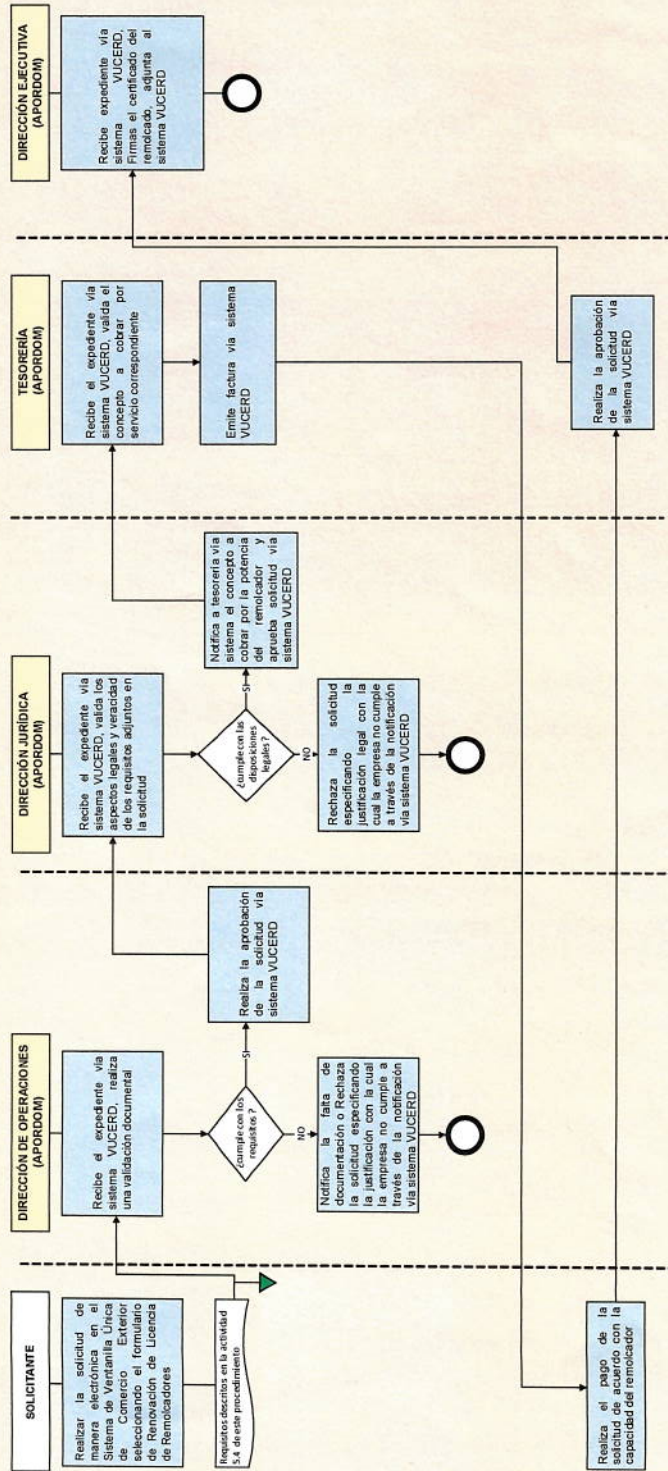 SOLICITANTE
Realizar la solicitud de
manera electrónica en el
Sistema de Ventanilla Única
de Comercio Exterior
seleccionando el formulario
de Renovación de Licencia
de Remolcadores
Requisitos descritos en la actividad
5.4 de este procedimiento
Realiza el pago de la
solicitud de acuerdo con la
capacidad del remolcador
DIRECCIÓN DE OPERACIONES
(APORDOM)
Recibe el expediente vía
sistema VUCERD, realiza
una validación documental
¿cumple con los
requisitos ?
SI
NO
Realiza la aprobación
de la solicitud vía
sistema VUCERD
Notifica la falta de
documentación o Rechaza
la solicitud especificando
la justificación con la cual
la empresa no cumple a
través de la notificación
vía sistema VUCERD
DIRECCIÓN JURÍDICA
(APORDOM)
Recibe el expediente vía
sistema VUCERD, valida los
aspectos legales y veracidad
de los requisitos adjuntos en
la solicitud
¿cumple con las
disposiciones
legales ?
SI
NO
Notifica a tesorería vía
sistema el concepto a
cobrar por la potencia
del remolcador y
aprueba solicitud vía
sistema VUCERD
Rechaza la solicitud
especificando la
justificación legal con la
cual la empresa no cumple
a través de la notificación
vía sistema VUCERD
TESORERÍA
(APORDOM)
Recibe el expediente vía
sistema VUCERD, valida el
concepto a cobrar por
servicio correspondiente
Emite factura vía sistema
VUCERD
Realiza la aprobación
de la solicitud vía
sistema VUCERD
DIRECCIÓN EJECUTIVA
(APORDOM)
Recibe expediente vía
sistema VUCERD,
Firmas el certificado del
remolcado, adjunta al
sistema VUCERD